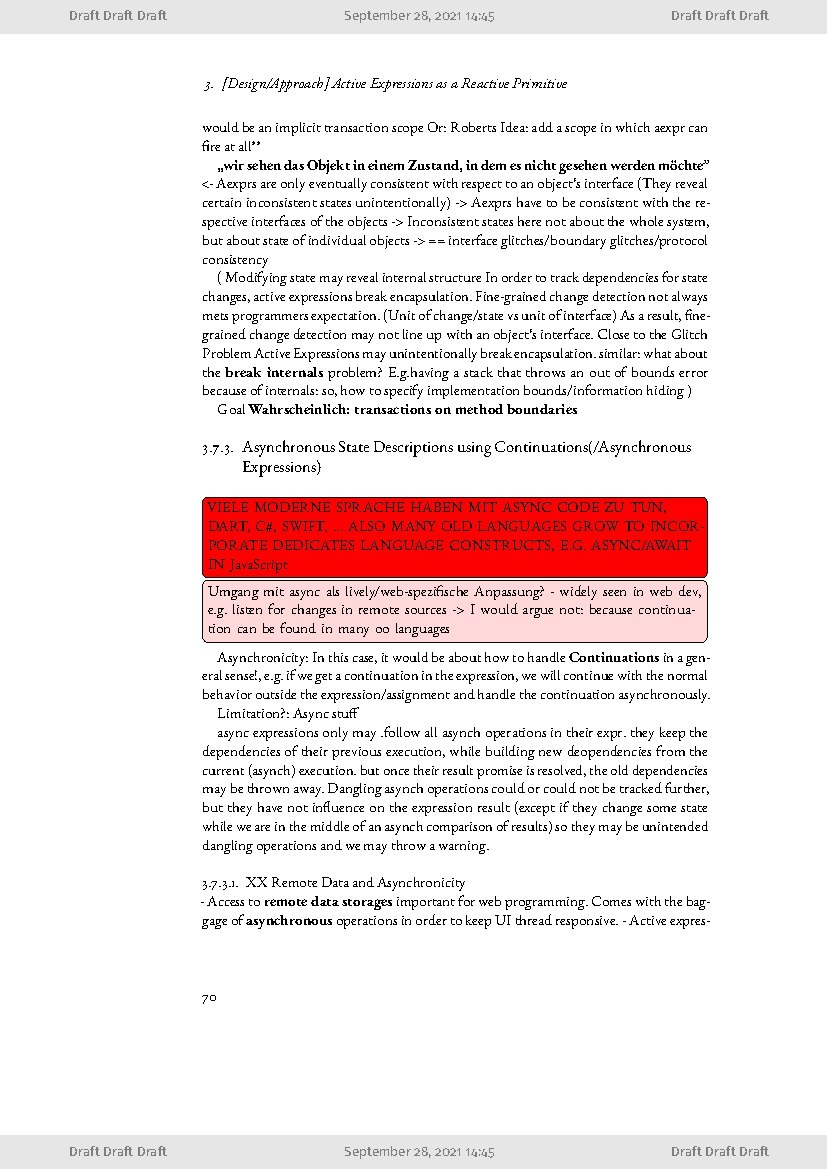 Draft Draft Draft September 28, 2021 14:45 Draft Draft Draft
3. [Design/Approach] Active Expressions as a Reactive Primitive
would be an implicit transaction scope Or: Roberts Idea: add a scope in which aexpr can
fire at all**
„wir sehen das Objekt in einem Zustand, in dem es nicht gesehen werden möchte”
<- Aexprs are only eventually consistent with respect to an object's interface (They reveal
certain inconsistent states unintentionally) -> Aexprs have to be consistent with the re-
spective interfaces of the objects -> Inconsistent states here not about the whole system,
but about state of individual objects -> == interface glitches/boundary glitches/protocol
consistency
( Modifying state may reveal internal structure In order to track dependencies for state
changes, active expressions break encapsulation. Fine-grained change detection not always
mets programmers expectation. (Unit of change/state vs unit of interface) As a result, fine-
grained change detection may not line up with an object's interface. Close to the Glitch
Problem Active Expressions may unintentionally break encapsulation. similar: what about
the break internals problem? E.g.having a stack that throws an out of bounds error
because of internals: so, how to specify implementation bounds/information hiding )
Goal Wahrscheinlich: transactions on method boundaries
3.7.3. Asynchronous State Descriptions using Continuations(/Asynchronous
Expressions)
VIELE MODERNE SPRACHE HABEN MIT ASYNC CODE ZU TUN,
DART, C#, SWIFT, ... ALSO MANY OLD LANGUAGES GROW TO INCOR-
PORATE DEDICATES LANGUAGE CONSTRUCTS, E.G. ASYNC/AWAIT
IN JavaScript
Umgang mit async als lively/web-spezifische Anpassung? - widely seen in web dev,
e.g. listen for changes in remote sources -> I would argue not: because continua-
tion can be found in many oo languages
Asynchronicity: In this case, it would be about how to handle Continuations in a gen-
eral sense!, e.g. if we get a continuation in the expression, we will continue with the normal
behavior outside the expression/assignment and handle the continuation asynchronously.
Limitation?: Async stuff
async expressions only may .follow all asynch operations in their expr. they keep the
dependencies of their previous execution, while building new deopendencies from the
current (asynch) execution. but once their result promise is resolved, the old dependencies
may be thrown away. Dangling asynch operations could or could not be tracked further,
but they have not influence on the expression result (except if they change some state
while we are in the middle of an asynch comparison of results) so they may be unintended
dangling operations and we may throw a warning.
3.7.3.1. XX Remote Data and Asynchronicity
- Access to remote data storages important for web programming. Comes with the bag-
gage of asynchronous operations in order to keep UI thread responsive. - Active expres-
70
Draft Draft Draft September 28, 2021 14:45 Draft Draft Draft